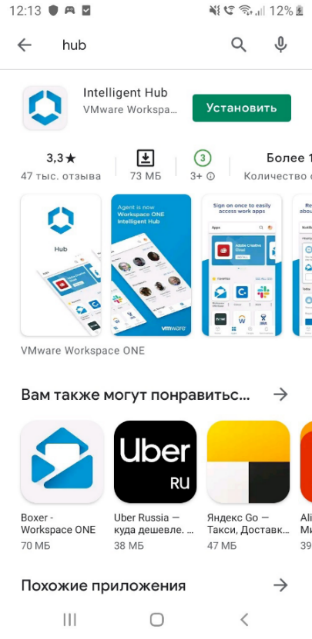 12:13 12%
hub
Intelligent Hub
VMware Workspa...
Установить
3,3★
47 тыс. отзыва
73 МБ
3
3+
Более 1
Количество
Hub
Agent is now
Workspace ONE
Intelligent Hub
vmware
Sign on once to easily
access work apps
Apps
VMware Workspace ONE
Вам также могут понравитьс...
Uber
RU
Boxer -
Workspace ONE
70 МБ
Uber Russia —
куда дешевле. ...
38 МБ
Яндекс Go —
Такси, Доставк...
47 МБ
Ali
39
Похожие приложения